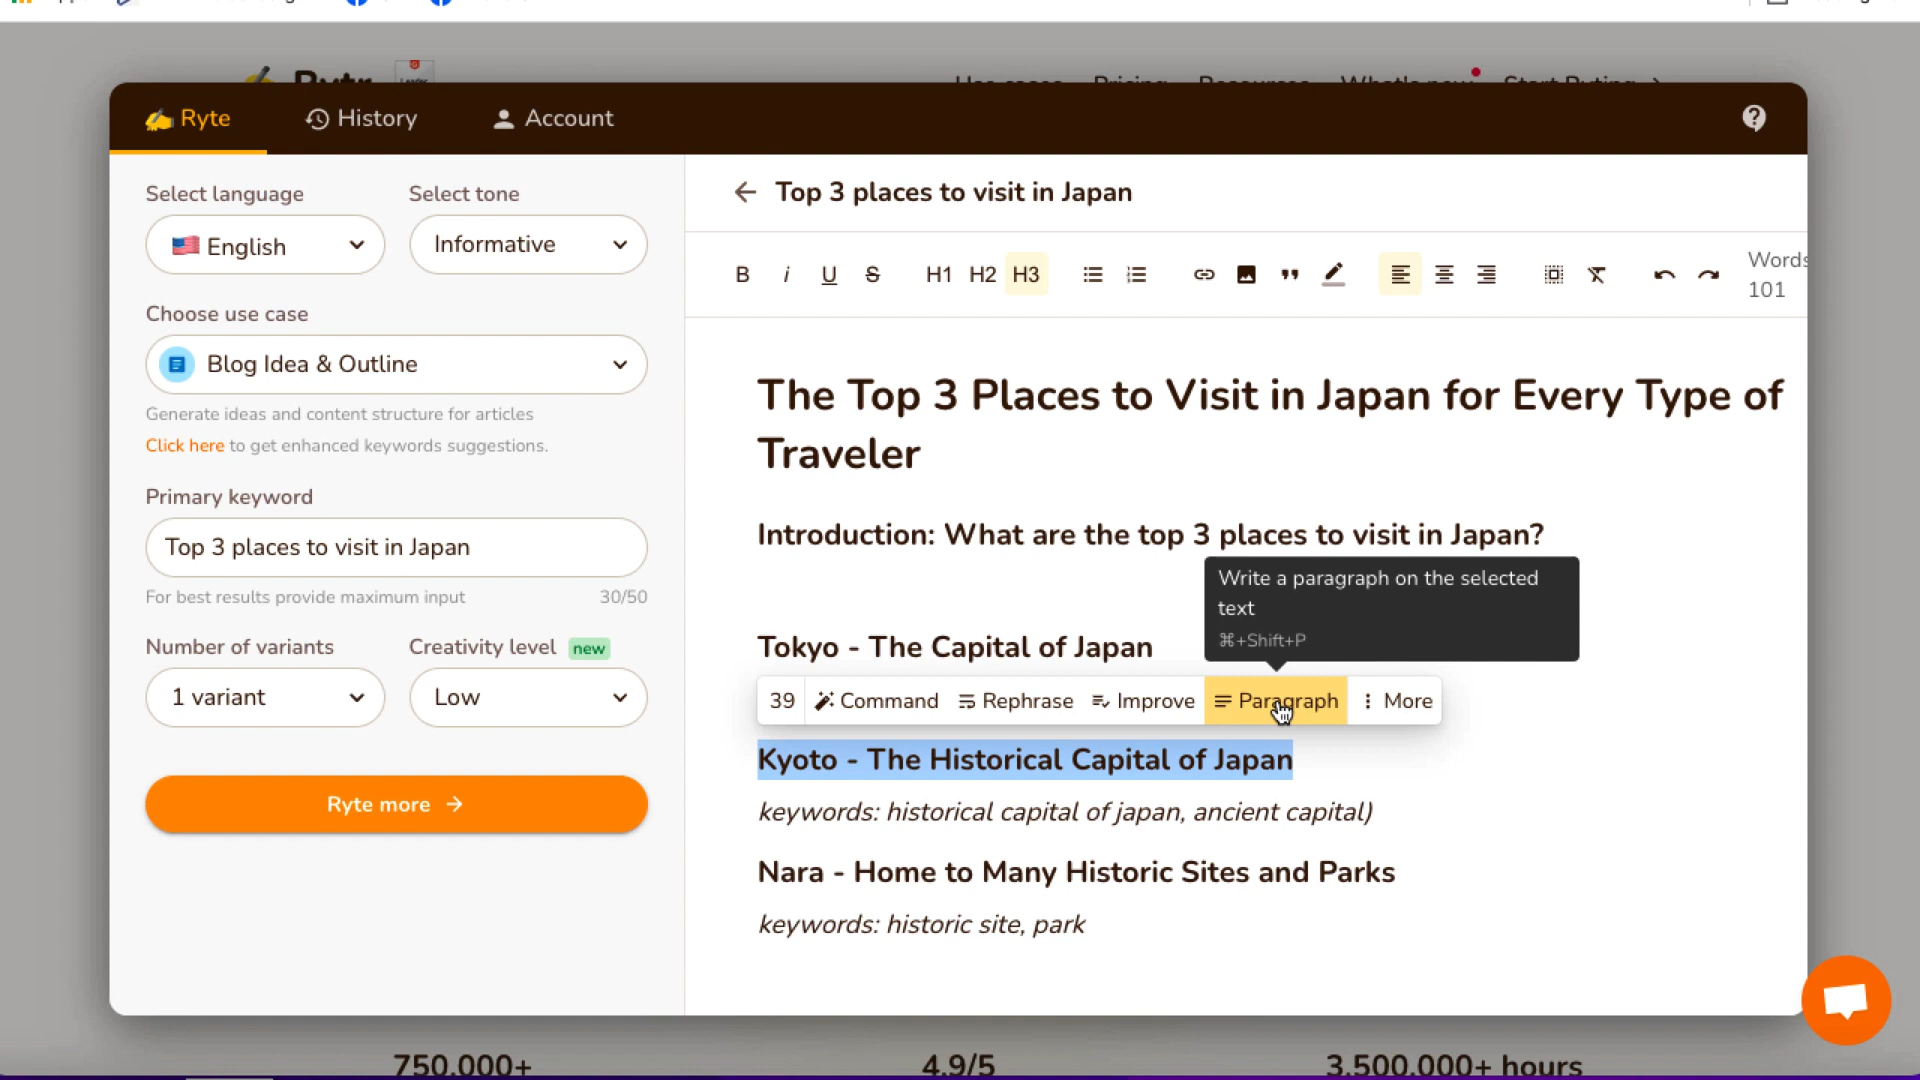 Ryte
History
Account
Select language
Select tone
English
Informative
Choose use case
Blog Idea & Outline
Generate ideas and content structure for articles
Click here to get enhanced keywords suggestions.
Primary keyword
Top 3 places to visit in Japan
For best results provide maximum input
30/50
Number of variants
Creativity level new
1 variant
Low
Ryte more →
Top 3 places to visit in Japan
B i U S H1 H2 H3
Words
101
The Top 3 Places to Visit in Japan for Every Type of
Traveler
Introduction: What are the top 3 places to visit in Japan?
Write a paragraph on the selected
text
⌘+Shift+P
Tokyo - The Capital of Japan
39 Command Rephrase Improve Paragraph More
Kyoto - The Historical Capital of Japan
keywords: historical capital of japan, ancient capital)
Nara - Home to Many Historic Sites and Parks
keywords: historic site, park
750,000+
4.9/5
3,500,000+ hours